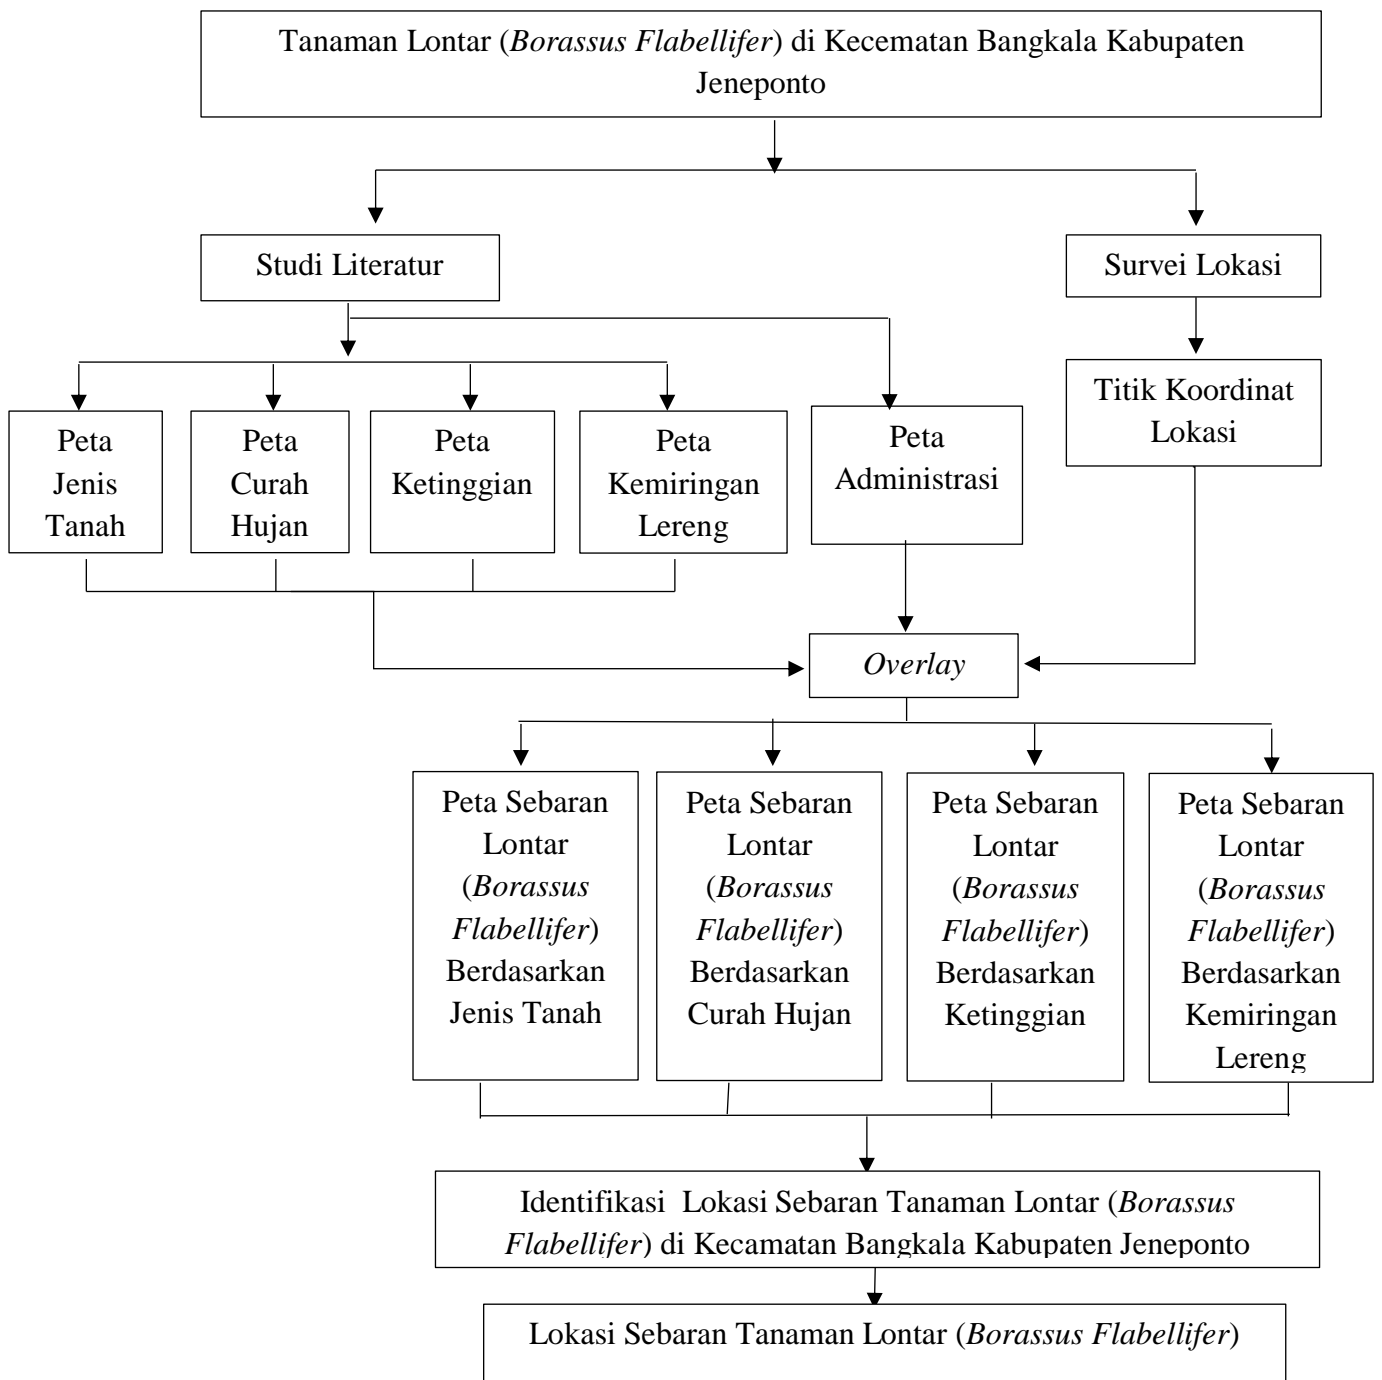 Tanaman Lontar (Borassus Flabellifer) di Kecematan Bangkala Kabupaten
Jeneponto
Studi Literatur
Survei Lokasi
Peta
Jenis
Tanah
Peta
Curah
Hujan
Peta
Ketinggian
Peta
Kemiringan
Lereng
Peta
Administrasi
Titik Koordinat
Lokasi
Overlay
Peta Sebaran
Lontar
(Borassus
Flabellifer)
Berdasarkan
Jenis Tanah
Peta Sebaran
Lontar
(Borassus
Flabellifer)
Berdasarkan
Curah Hujan
Peta Sebaran
Lontar
(Borassus
Flabellifer)
Berdasarkan
Ketinggian
Peta Sebaran
Lontar
(Borassus
Flabellifer)
Berdasarkan
Kemiringan
Lereng
Identifikasi Lokasi Sebaran Tanaman Lontar (Borassus
Flabellifer) di Kecamatan Bangkala Kabupaten Jeneponto
Lokasi Sebaran Tanaman Lontar (Borassus Flabellifer)